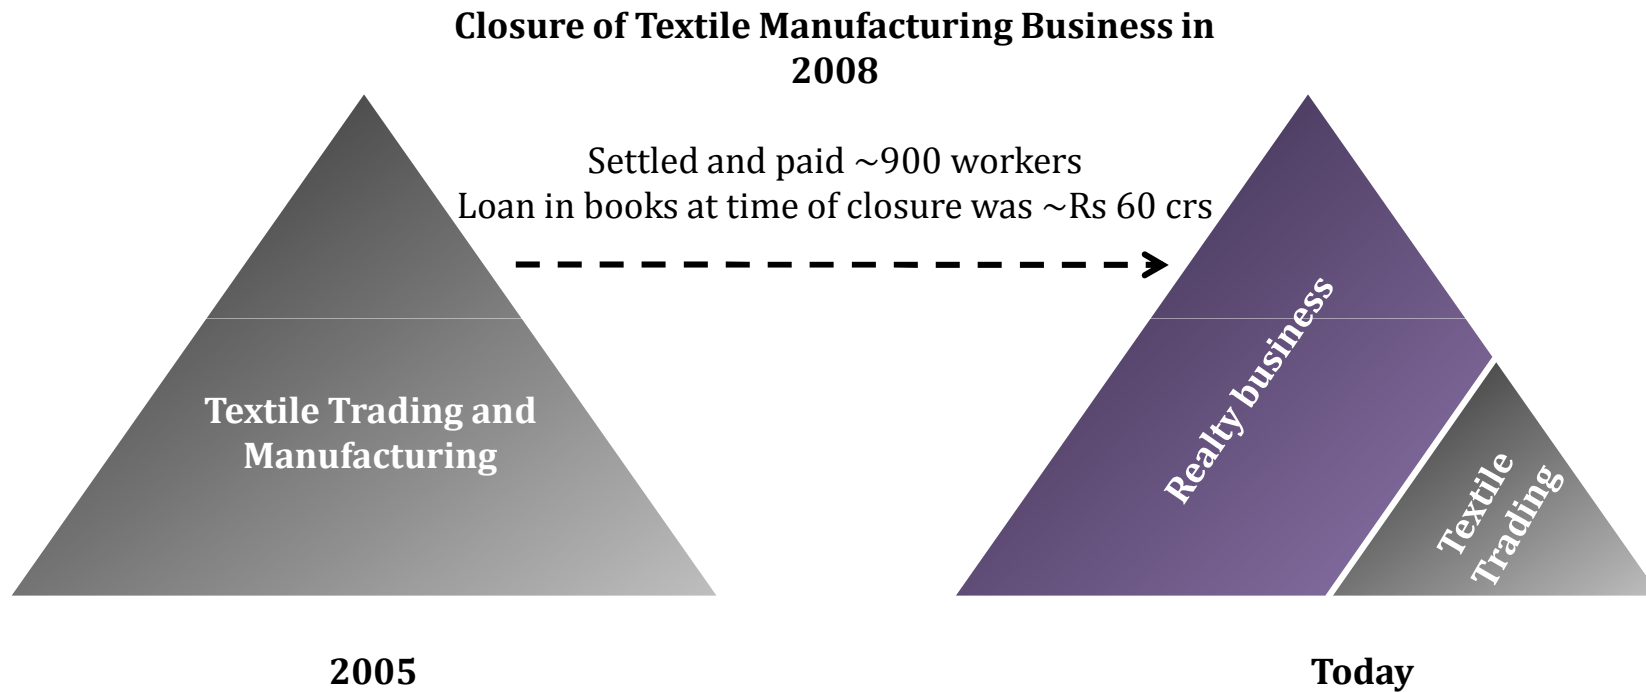 Closure of Textile Manufacturing Business in
2008
Settled and paid ~900 workers
Loan in books at time of closure was ~Rs 60 crs
Textile Trading and
Manufacturing
Realty business
Textile
Trading
2005
Today